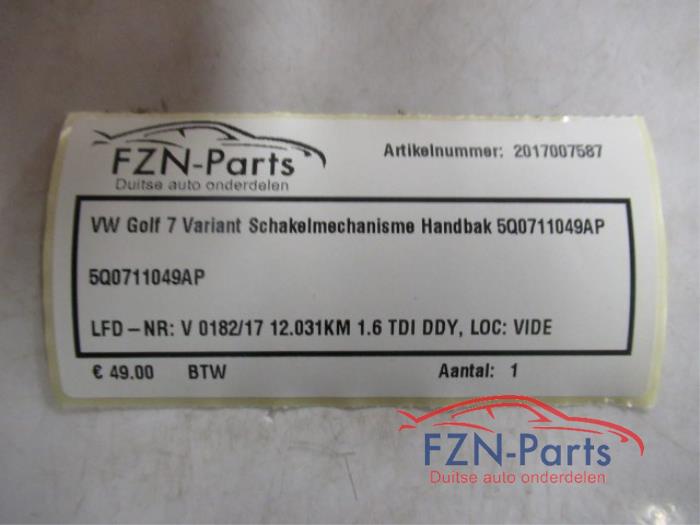 FZN-Parts
Duitse auto onderdelen
Artikelnummer: 2017007587
VW Golf 7 Variant Schakelmechanisme Handbak 5Q0711049AP
5Q0711049AP
LFD-NR: V 0182/17 12.031KM 1.6 TDI DDY, LOC: VIDE
€ 49.00 BTW Aantal: 1
FZN-Parts
Duitse auto onderdelen